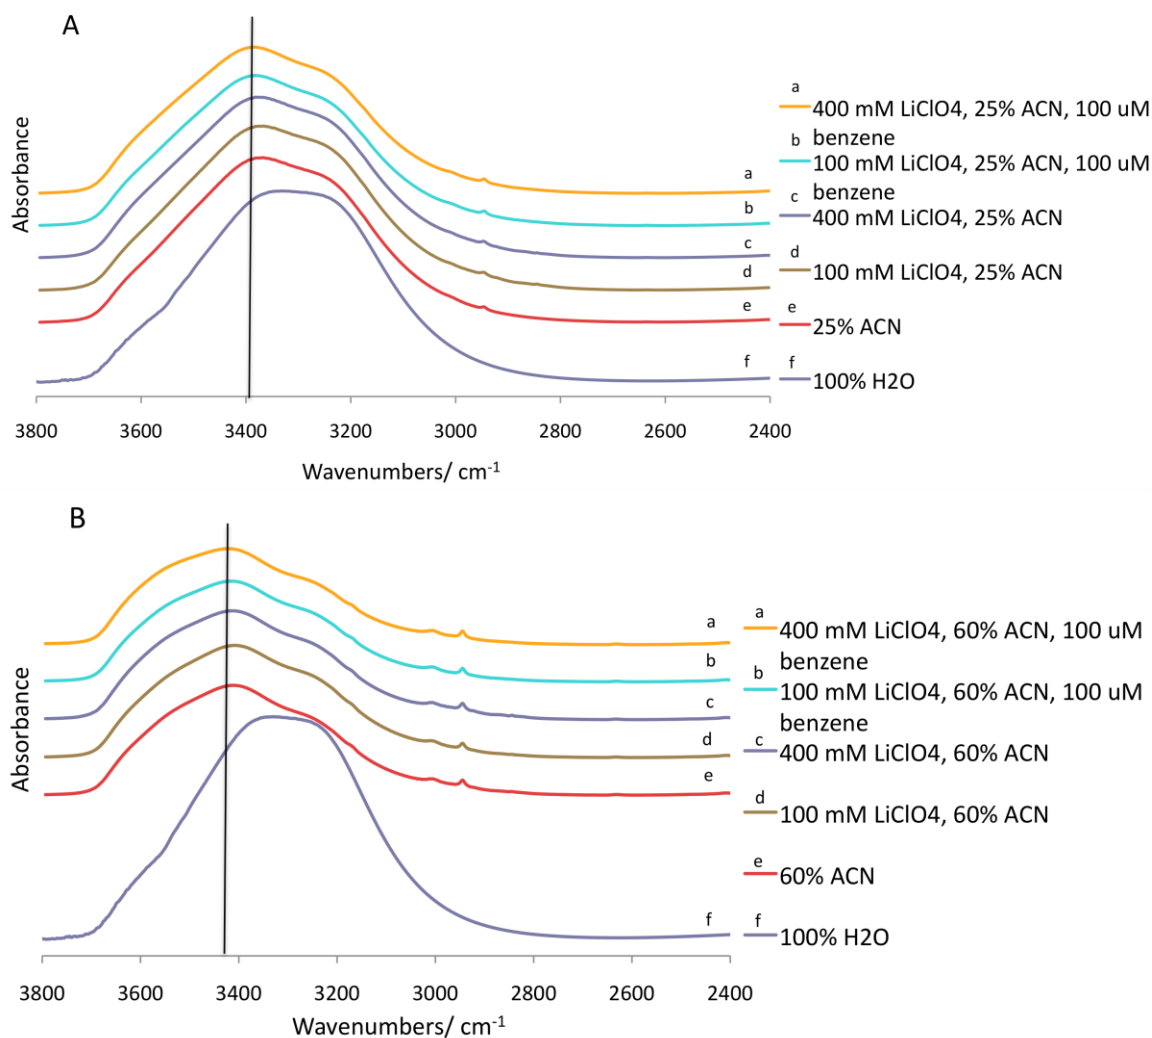 A
a
400 mM LiClO4, 25% ACN, 100 uM
b
benzene
100 mM LiClO4, 25% ACN, 100 uM
c
benzene
400 mM LiClO4, 25% ACN
d
100 mM LiClO4, 25% ACN
e
25% ACN
f
100% H2O
a
b
c
d
e
f
Absorbance
3800 3600 3400 3200 3000 2800 2600 2400
Wavenumbers/ cm-1
B
a
400 mM LiClO4, 60% ACN, 100 uM
benzene
b
100 mM LiClO4, 60% ACN, 100 uM
benzene
c
400 mM LiClO4, 60% ACN
d
100 mM LiClO4, 60% ACN
e
60% ACN
f
100% H2O
a
b
c
d
e
f
Absorbance
3800 3600 3400 3200 3000 2800 2600 2400
Wavenumbers/ cm-1